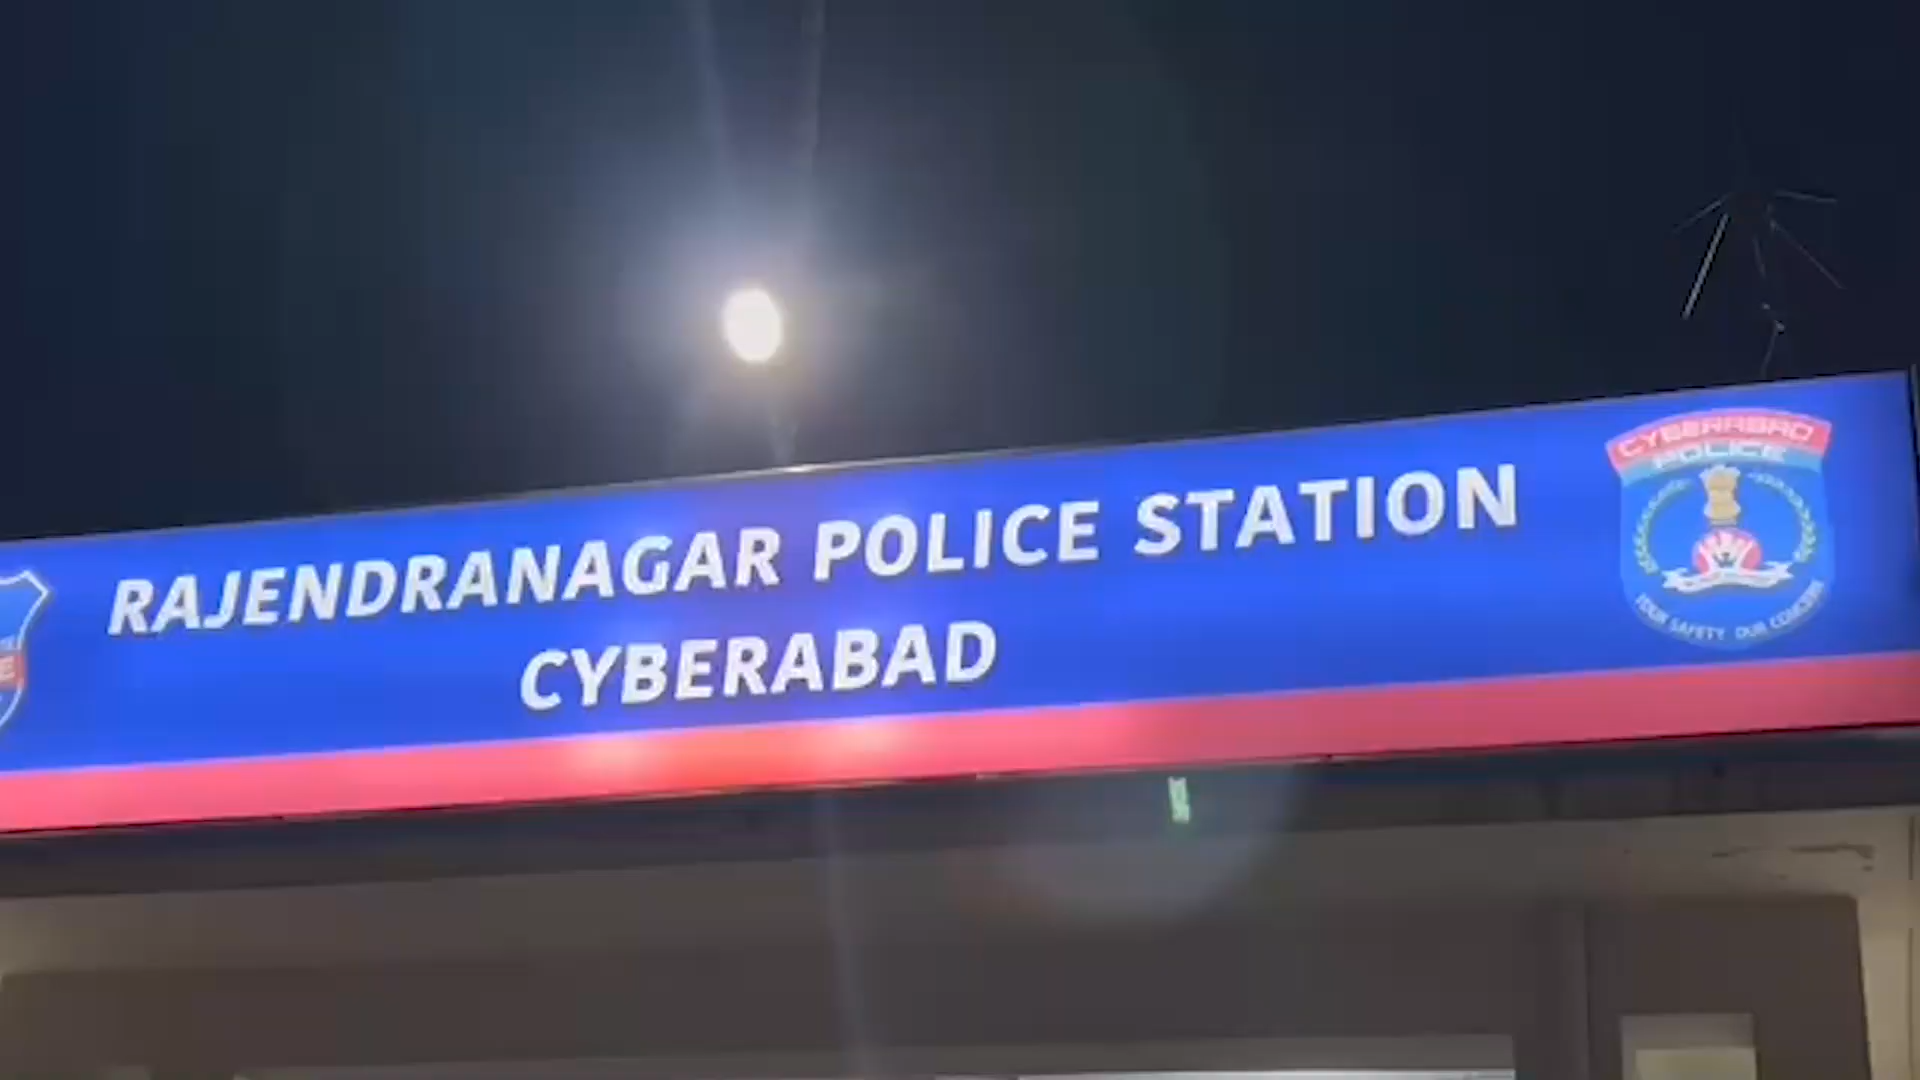 RAJENDRANAGAR POLICE STATION
CYBERABAD
CYBERABAD
POLICE
YOUR SAFETY OUR CONCERN